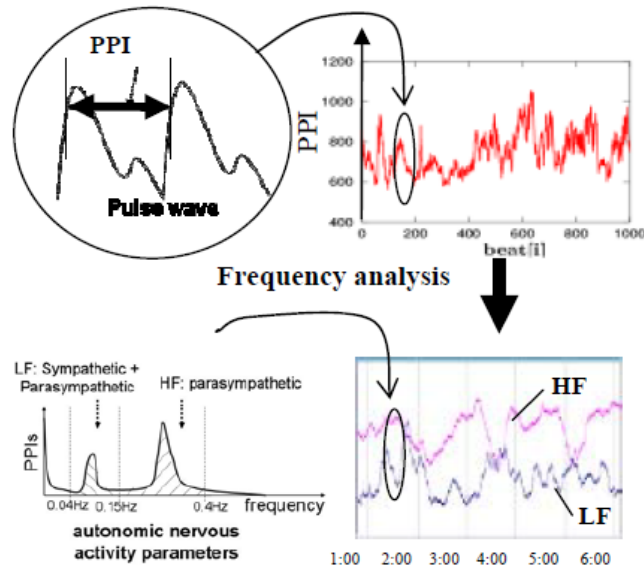 PPI
Pulse wave
PPI
1200
1000
800
600
400
0 200 400 600 800 1000
beat[i]
Frequency analysis
LF: Sympathetic +
Parasympathetic
HF: parasympathetic
PPIs
0.04Hz 0.15Hz 0.4Hz frequency
autonomic nervous
activity parameters
HF
LF
1:00 2:00 3:00 4:00 5:00 6:00